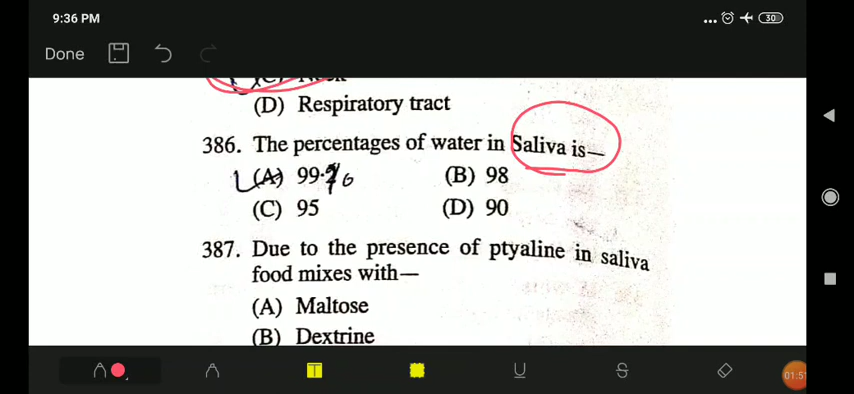 9:36 PM
30
Done
(D) Respiratory tract
386. The percentages of water in Saliva is—
(A) 99·
(B) 98
(C) 95
(D) 90
387. Due to the presence of ptyaline in saliva
food mixes with—
(A) Maltose
(B) Dextrine
T
U
S
01:51